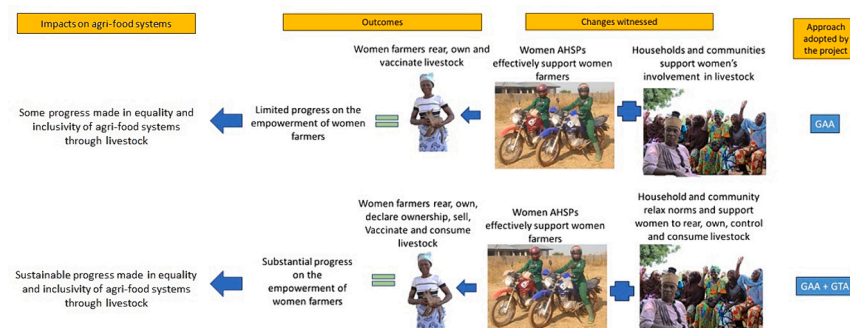 Impacts on agri-food systems
Outcomes
Changes witnessed
Approach
adopted by
the project
Women farmers rear, own and
vaccinate livestock
Women AHSPs
effectively support women
farmers
Households and communities
support women's
involvement in livestock
Some progress made in equality and
inclusivity of agri-food systems
through livestock
Limited progress on the
empowerment of women
farmers
GAA
Women farmers rear, own,
declare ownership, sell,
Vaccinate and consume
livestock
Women AHSPs
effectively support women
farmers
Household and community
relax norms and support
women to rear, own, control
and consume livestock
Sustainable progress made in equality
and inclusivity of agri-food systems
through livestock
Substantial progress
on the
empowerment of
women farmers
GAA + GTA